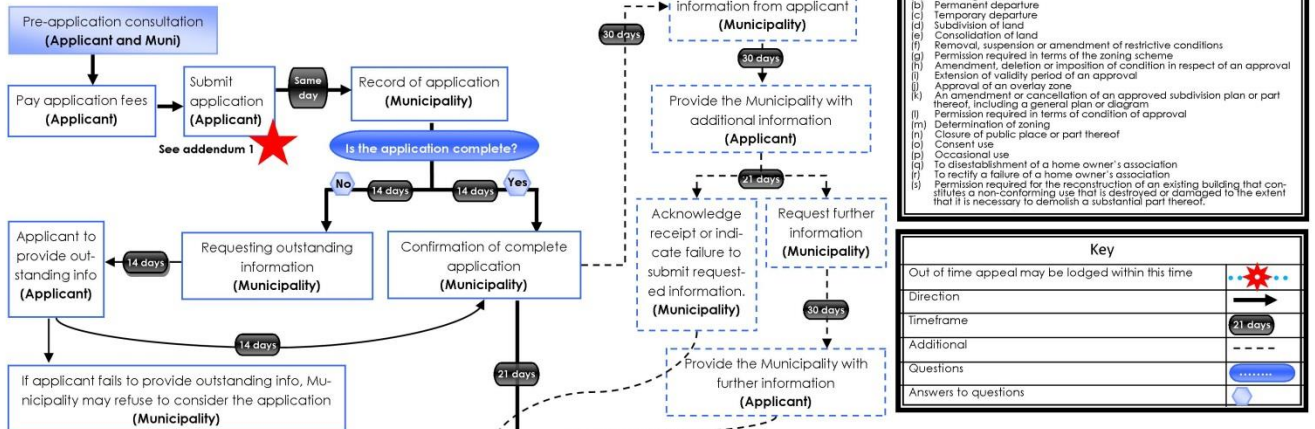 Pre-application consultation
(Applicant and Muni)
Pay application fees
(Applicant)
Submit
application
(Applicant)
See addendum 1
Same
day
Record of application
(Municipality)
Is the application complete?
No
14 days
14 days
Yes
Applicant to
provide out-
standing info
(Applicant)
14 days
Requesting outstanding
information
(Municipality)
Confirmation of complete
application
(Municipality)
14 days
21 days
If applicant fails to provide outstanding info, Mu-
nicipality may refuse to consider the application
(Municipality)
30 days
information from applicant
(Municipality)
30 days
Provide the Municipality with
additional information
(Applicant)
21 days
Acknowledge
receipt or indi-
cate failure to
submit request-
ed information.
(Municipality)
Request further
information
(Municipality)
30 days
Provide the Municipality with
further information
(Applicant)
(b) Permanent departure
(c) Temporary departure
(d) Subdivision of land
(e) Consolidation of land
(f) Removal, suspension or amendment of restrictive conditions
(g) Permission required in terms of the zoning scheme
(h) Amendment, deletion or imposition of condition in respect of an approval
(i) Extension of validity period of an approval
(j) Approval of an overlay zone
(k) An amendment or cancellation of an approved subdivision plan or part
thereof, including a general plan or diagram
(l) Permission required in terms of condition of approval
(m) Determination of zoning
(n) Closure of public place or part thereof
(o) Consent use
(p) Occasional use
(q) To disestablishment of a home owner's association
(r) To rectify a failure of a home owner's association
(s) Permission required for the reconstruction of an existing building that con-
stitutes a non-conforming use that is destroyed or damaged to the extent
that it is necessary to demolish a substantial part thereof.
Key
Out of time appeal may be lodged within this time
Direction
Timeframe
21 days
Additional
Questions
........
Answers to questions